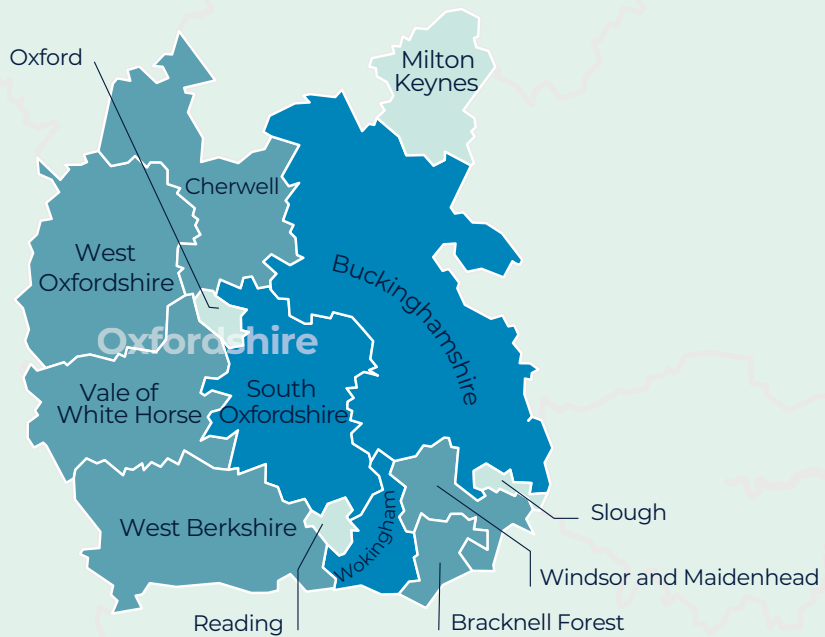 Oxford
Milton
Keynes
Cherwell
West
Oxfordshire
Buckinghamshire
Oxfordshire
Vale of
White Horse
South
Oxfordshire
West Berkshire
Wokingham
Slough
Windsor and Maidenhead
Reading
Bracknell Forest